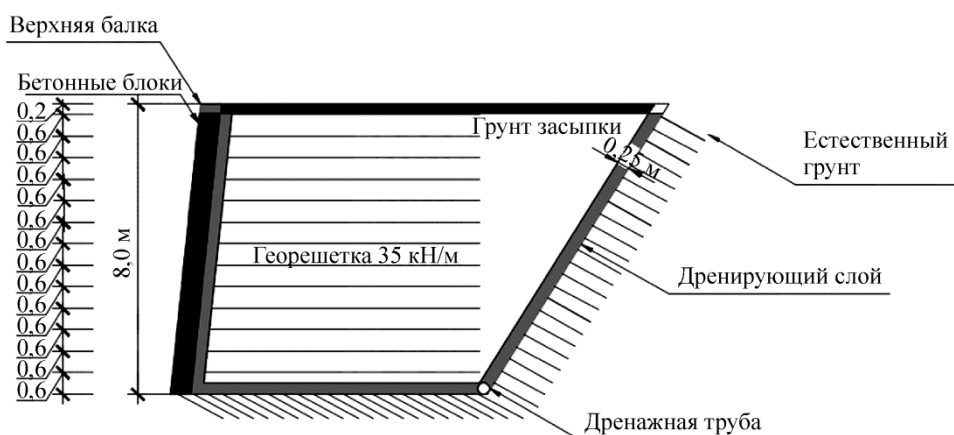 Верхняя балка
Бетонные блоки
0,2
0,6
0,6
0,6
0,6
0,6
0,6
0,6
0,6
0,6
0,6
0,6
0,6
0,6
8,0 м
Грунт засыпки
0,25 м
Естественный
грунт
Георешетка 35 кН/м
Дренирующий слой
Дренажная труба